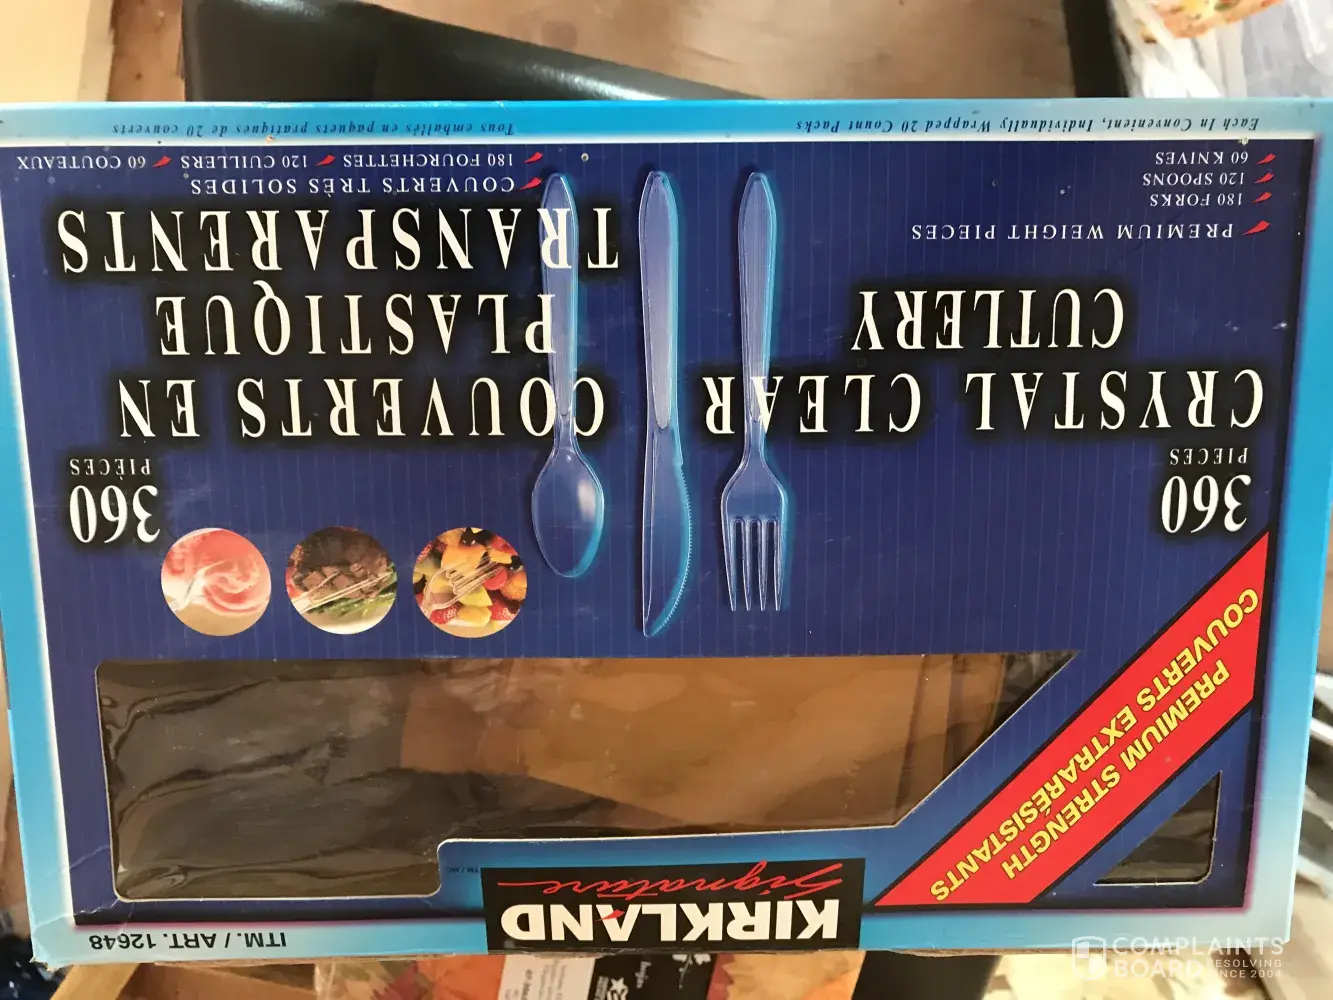 ITM. / ART. 12648
KIRKLAND
Signature
TM / MC
PREMIUM STRENGTH
COUVERTS EXTRARÉSISTANTS
360
PIECES
CRYSTAL CLEAR
CUTLERY
PREMIUM WEIGHT PIECES
180 FORKS
120 SPOONS
60 KNIVES
Each In Convenient, Individually Wrapped 20 Count Packs
360
PIÈCES
COUVERTS EN
PLASTIQUE
TRANSPARENTS
COUVERTS TRÈS SOLIDES
180 FOURCHETTES 120 CUILLERS 60 COUTEAUX
Tous emballés en paquets pratiques de 20 couverts
COMPLAINTS
BOARD RESOLVING
SINCE 2004